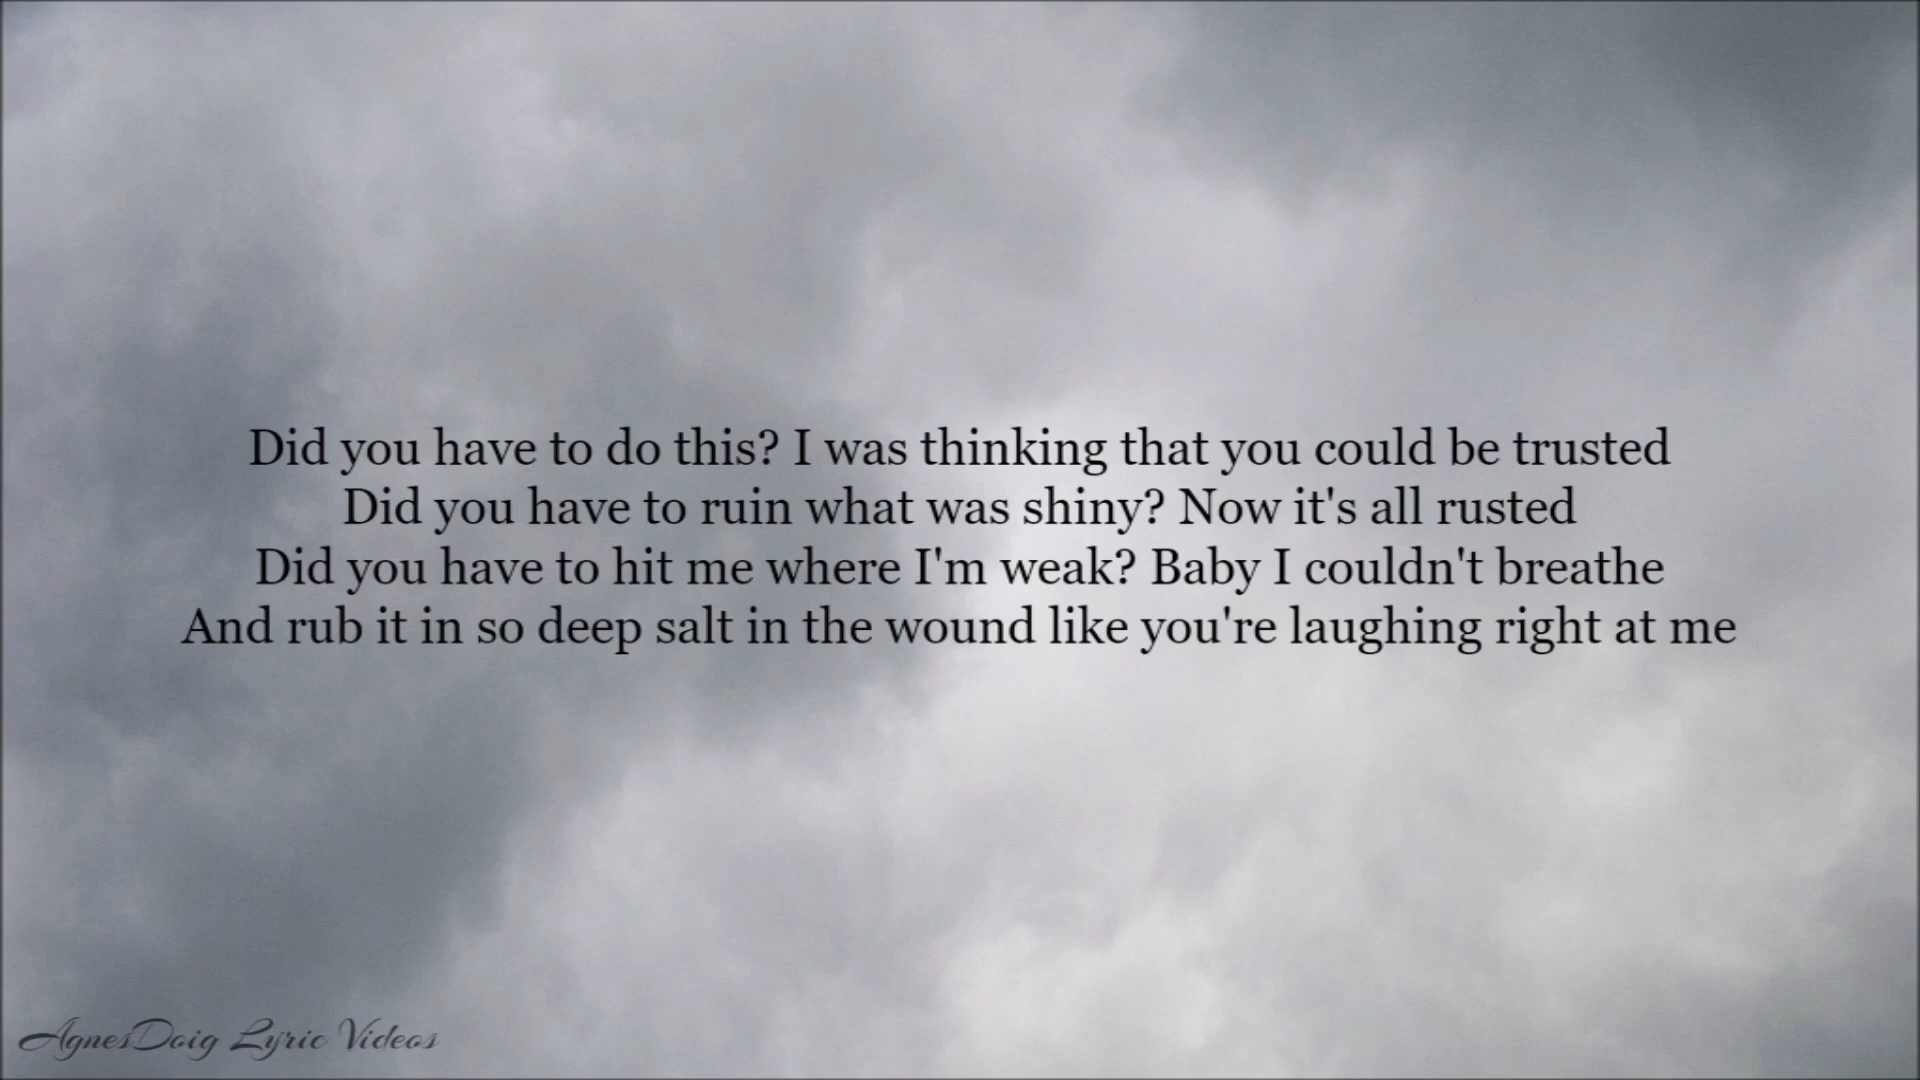 Did you have to do this? I was thinking that you could be trusted
Did you have to ruin what was shiny? Now it's all rusted
Did you have to hit me where I'm weak? Baby I couldn't breathe
And rub it in so deep salt in the wound like you're laughing right at me
AgnesDoig Lyric Videos